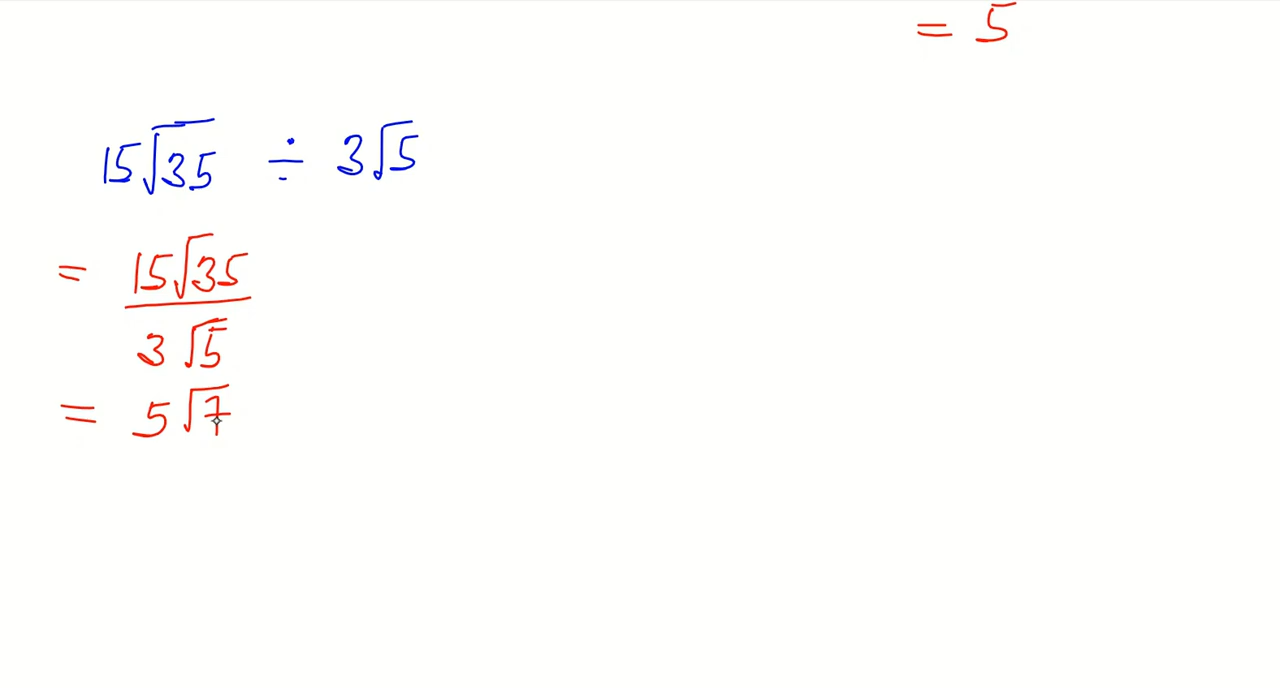 = 5
15√35 ÷ 3√5
= 15√35
3√5
= 5√7